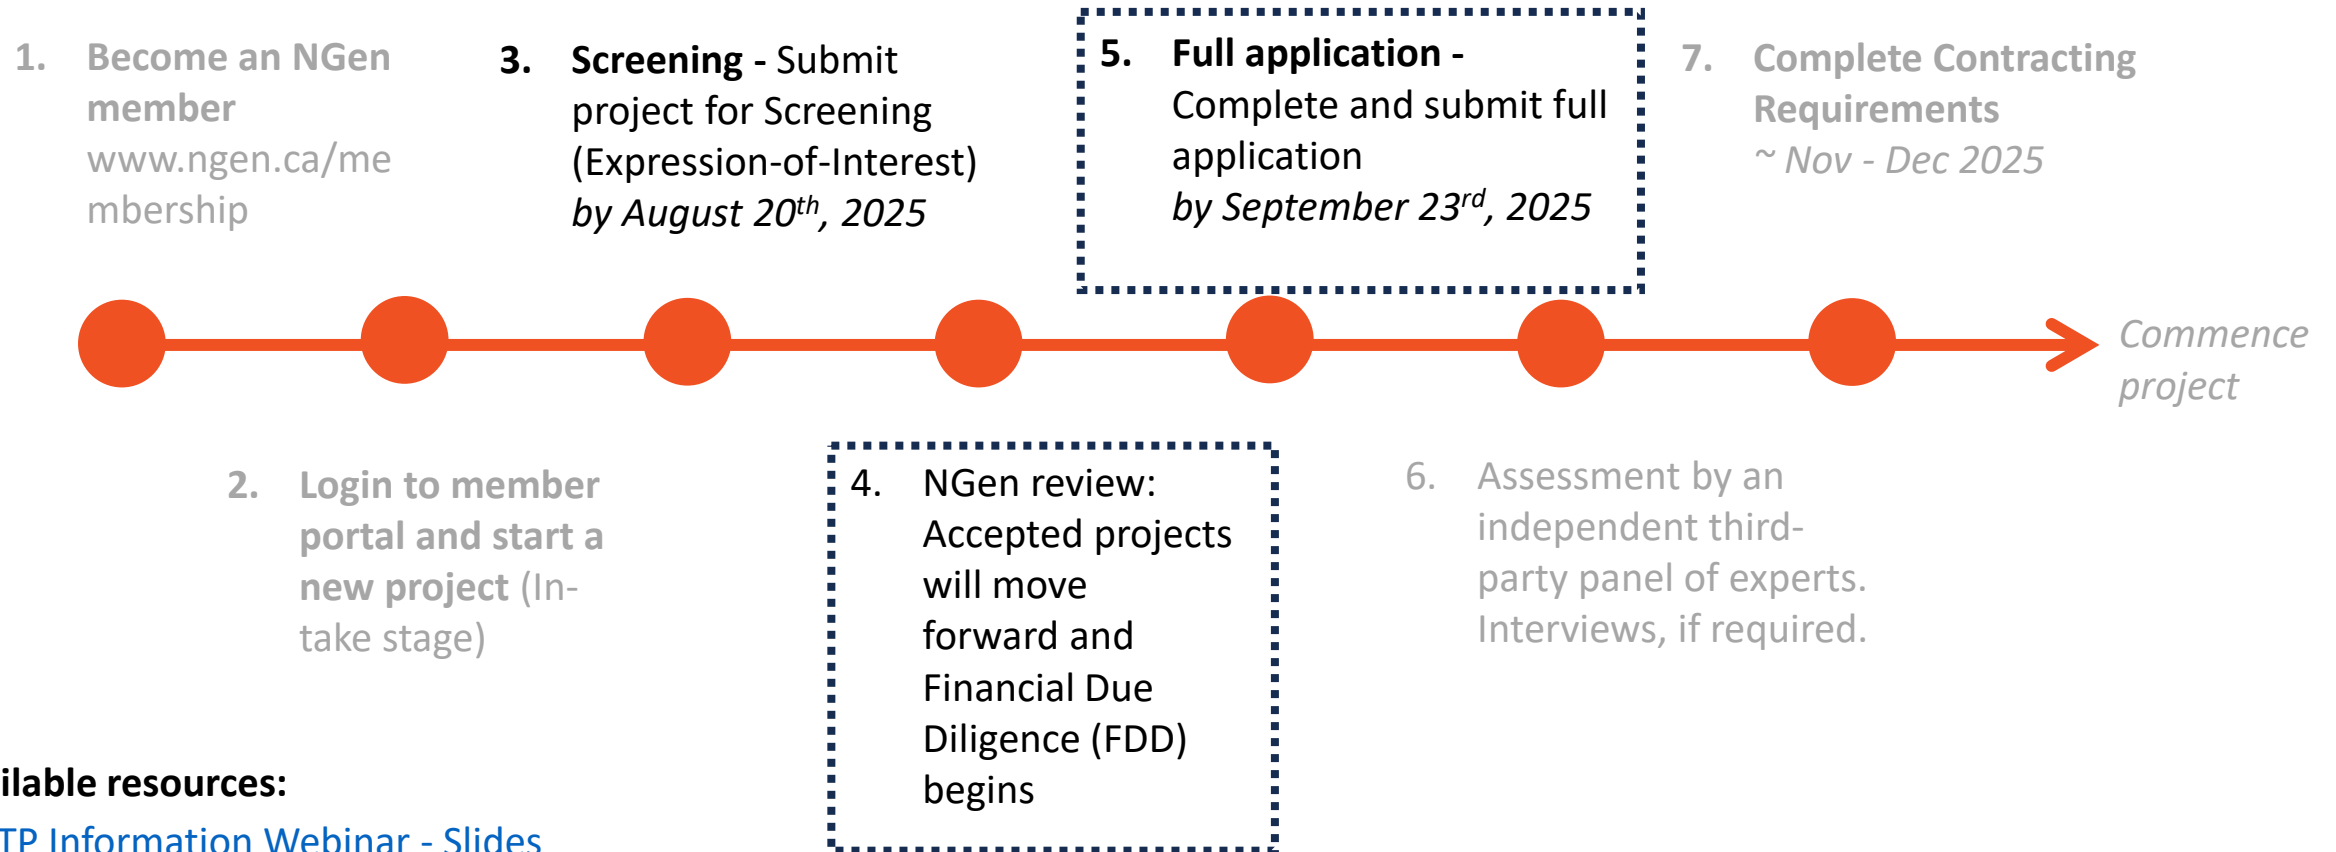 1. Become an NGen
member
www.ngen.ca/me
mbership
3. Screening - Submit
project for Screening
(Expression-of-Interest)
by August 20th, 2025
5. Full application -
Complete and submit full
application
by September 23rd, 2025
7. Complete Contracting
Requirements
~ Nov - Dec 2025
Commence
project
2. Login to member
portal and start a
new project (In-
take stage)
4. NGen review:
Accepted projects
will move
forward and
Financial Due
Diligence (FDD)
begins
6. Assessment by an
independent third-
party panel of experts.
Interviews, if required.
ilable resources:
TP Information Webinar - Slides